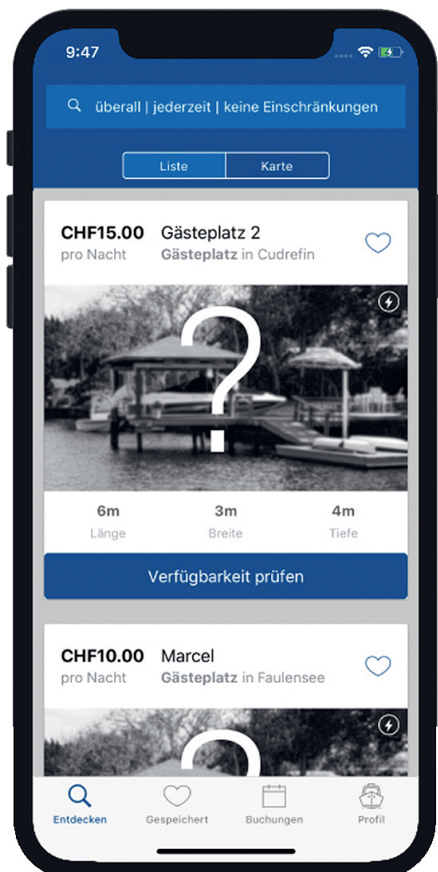 9:47
überall | jederzeit | keine Einschränkungen
Liste Karte
CHF15.00 Gästeplatz 2
pro Nacht Gästeplatz in Cudrefin
?
6m 3m 4m
Länge Breite Tiefe
Verfügbarkeit prüfen
CHF10.00 Marcel
pro Nacht Gästeplatz in Faulensee
?
Entdecken Gespeichert Buchungen Profil